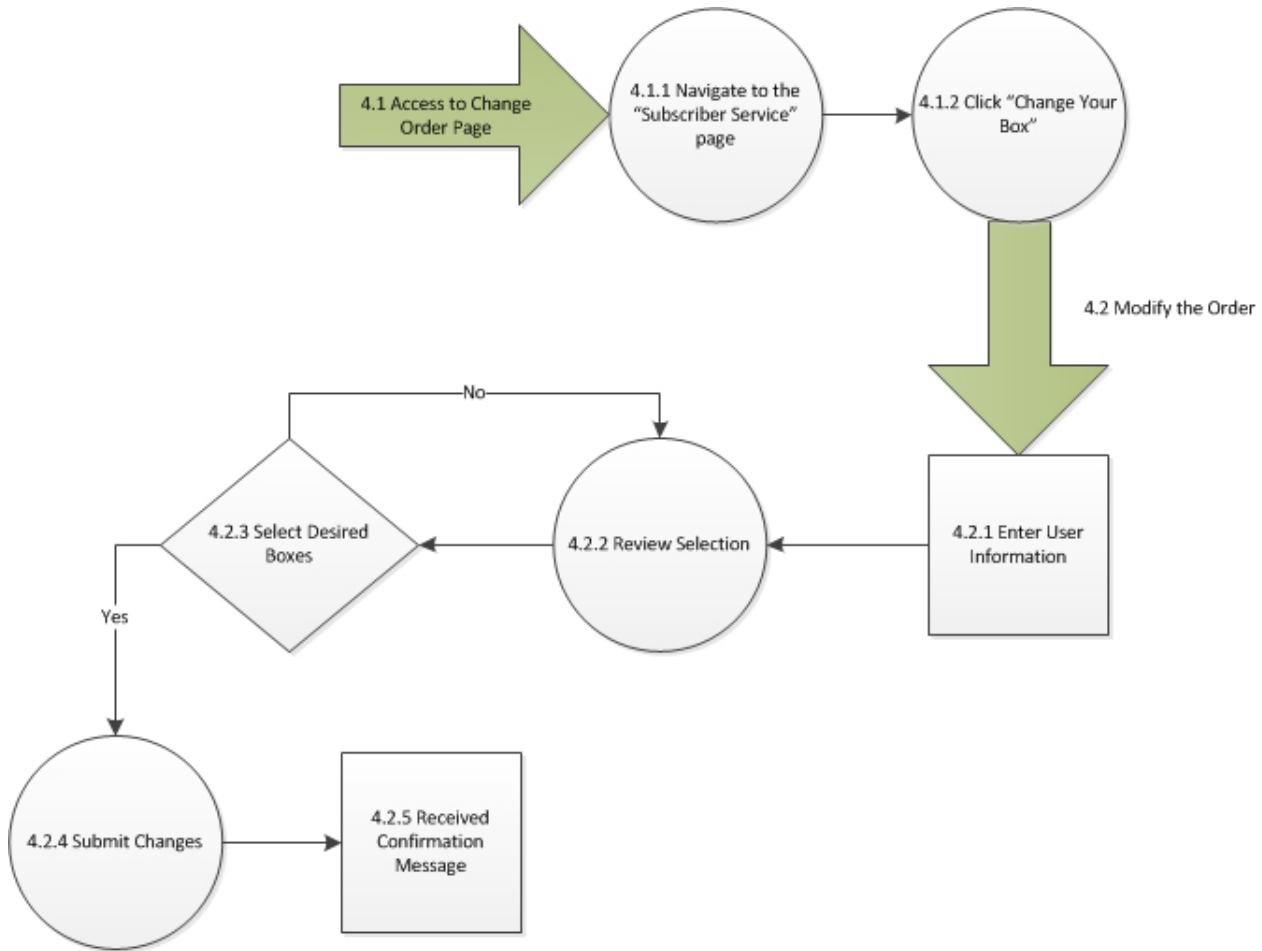 4.1 Access to Change
Order Page
4.1.1 Navigate to the
“Subscriber Service”
page
4.1.2 Click “Change Your
Box”
4.2 Modify the Order
No
4.2.3 Select Desired
Boxes
4.2.2 Review Selection
4.2.1 Enter User
Information
Yes
4.2.4 Submit Changes
4.2.5 Received
Confirmation
Message